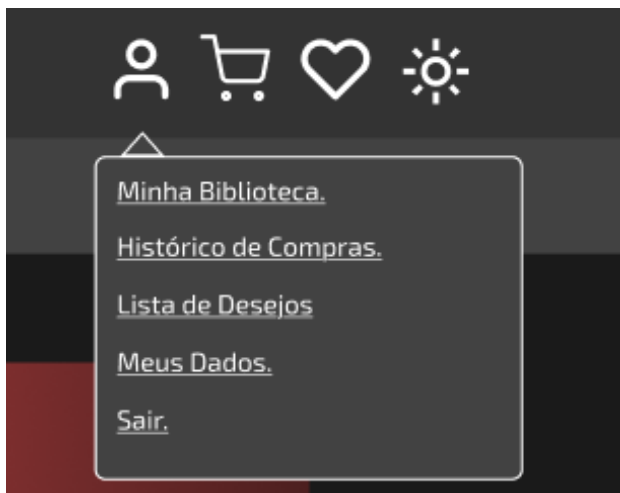 Minha Biblioteca.
Histórico de Compras.
Lista de Desejos
Meus Dados.
Sair.